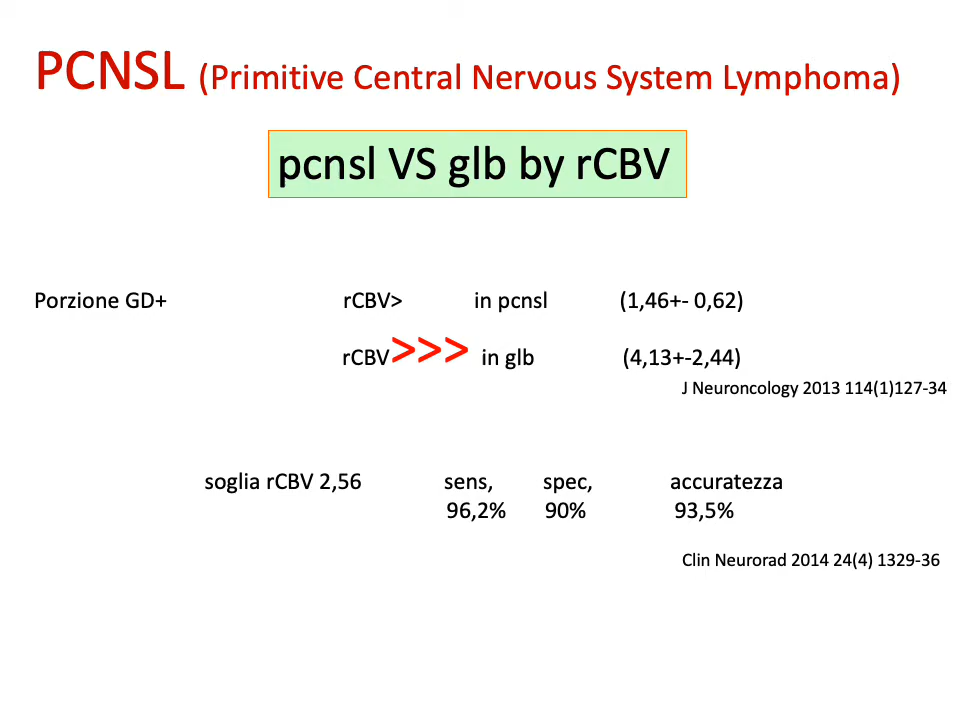 PCNSL (Primitive Central Nervous System Lymphoma)
pcnsl VS glb by rCBV
Porzione GD+ rCBV> in pcnsl (1,46+- 0,62)
rCBV>>> in glb (4,13+-2,44)
J Neuroncology 2013 114(1)127-34
soglia rCBV 2,56 sens, spec, accuratezza
96,2% 90% 93,5%
Clin Neurorad 2014 24(4) 1329-36